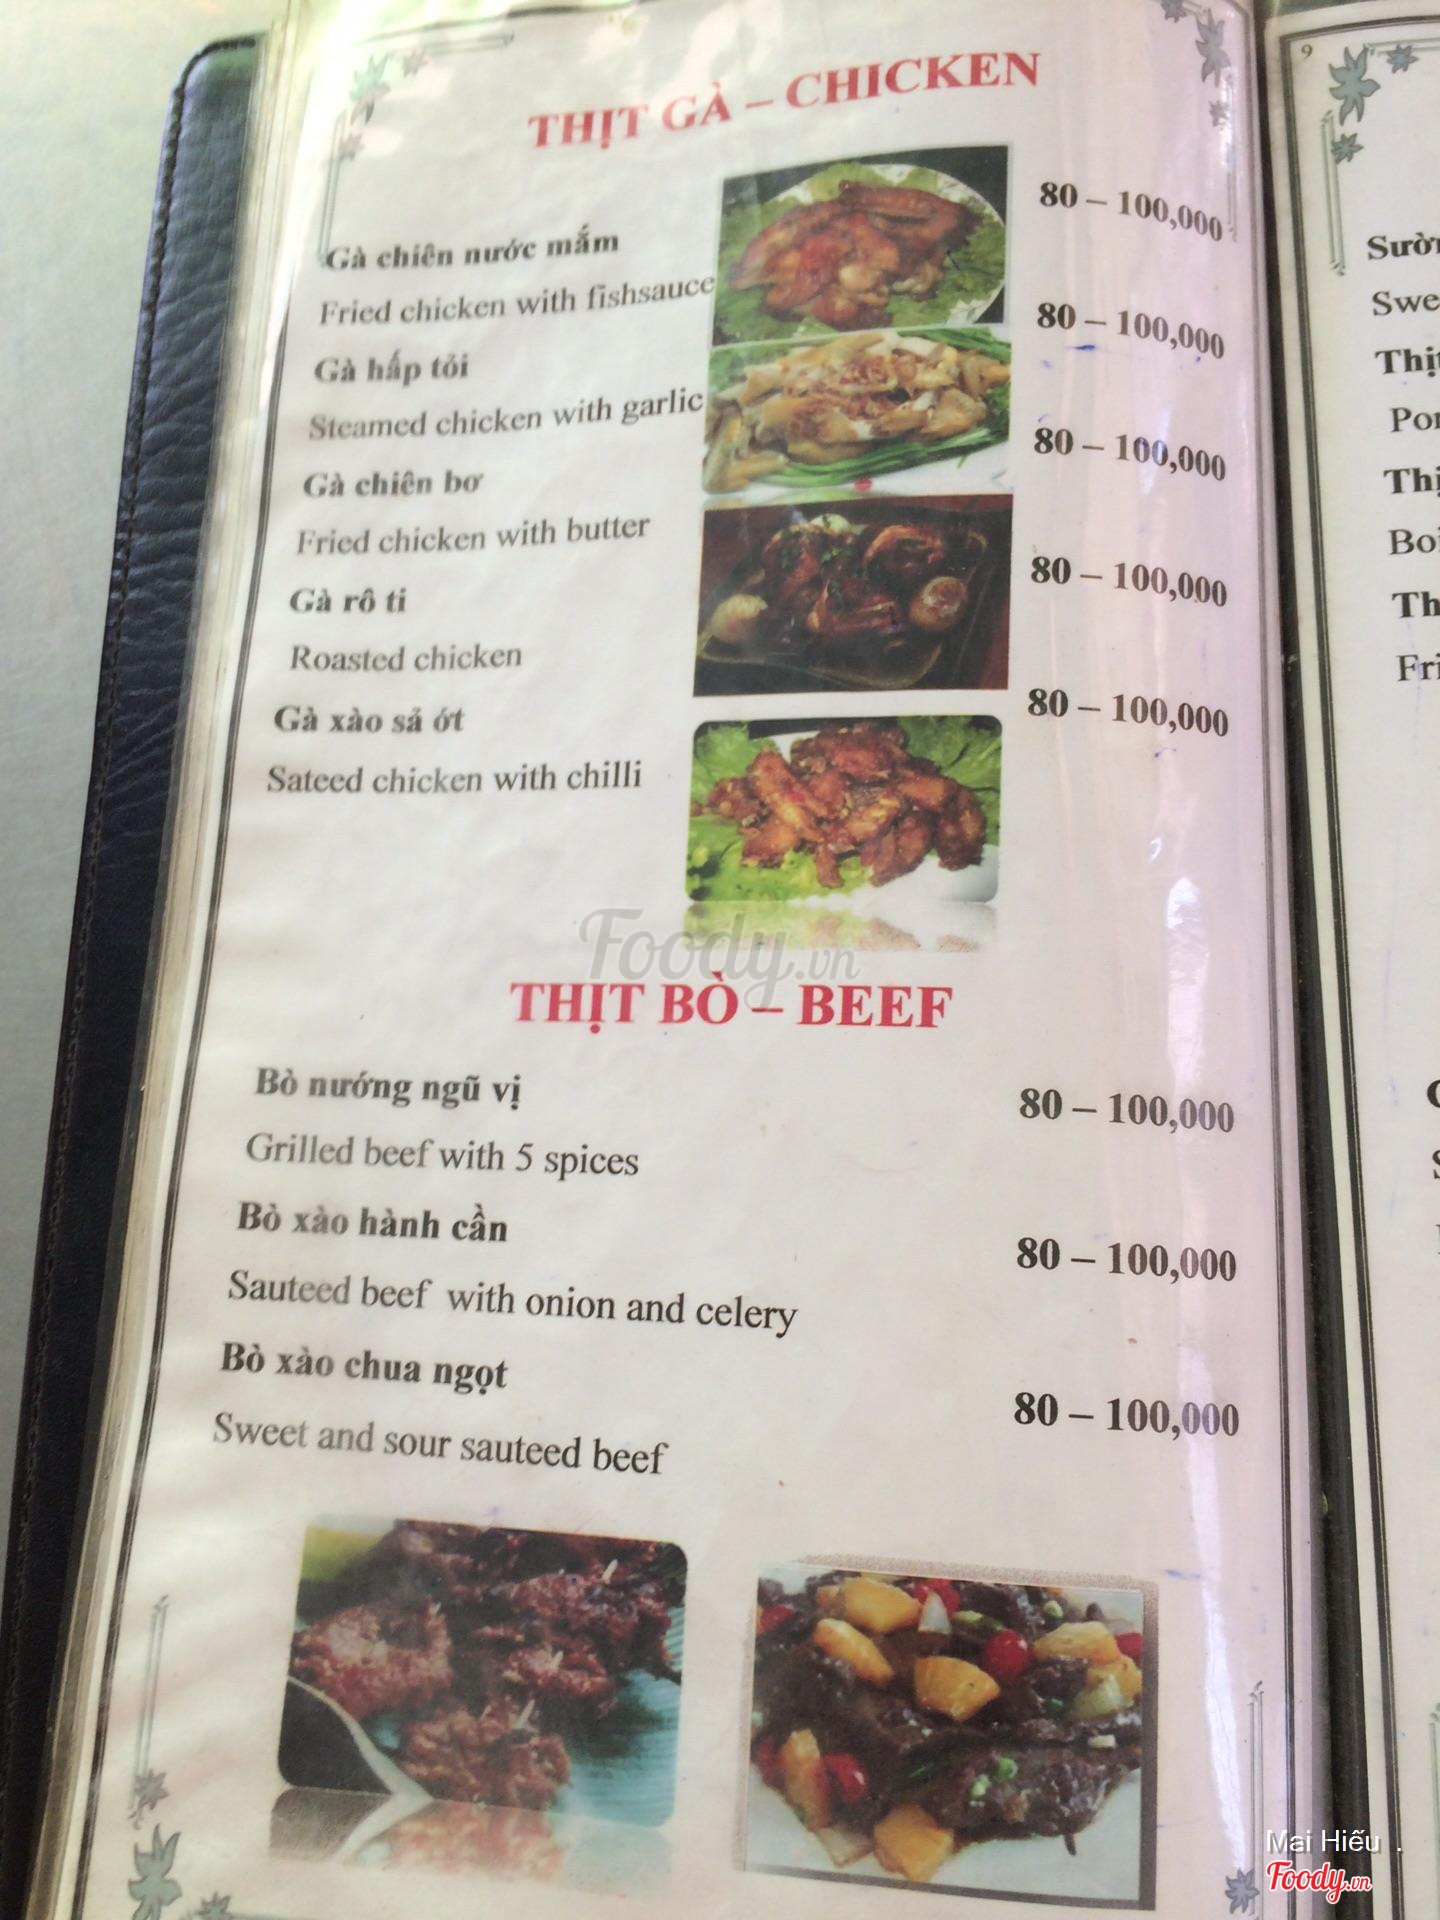 THỊT GÀ – CHICKEN
Gà chiên nước mắm 80 – 100,000
Fried chicken with fishsauce
Gà hấp tỏi 80 – 100,000
Steamed chicken with garlic
Gà chiên bơ 80 – 100,000
Fried chicken with butter
Gà rô ti 80 – 100,000
Roasted chicken
Gà xào sả ớt 80 – 100,000
Sateed chicken with chilli
Foody.vn
THỊT BÒ – BEEF
Bò nướng ngũ vị 80 – 100,000
Grilled beef with 5 spices
Bò xào hành cần 80 – 100,000
Sauteed beef with onion and celery
Bò xào chua ngọt 80 – 100,000
Sweet and sour sauteed beef
9
Mai Hiếu .
Foody.vn